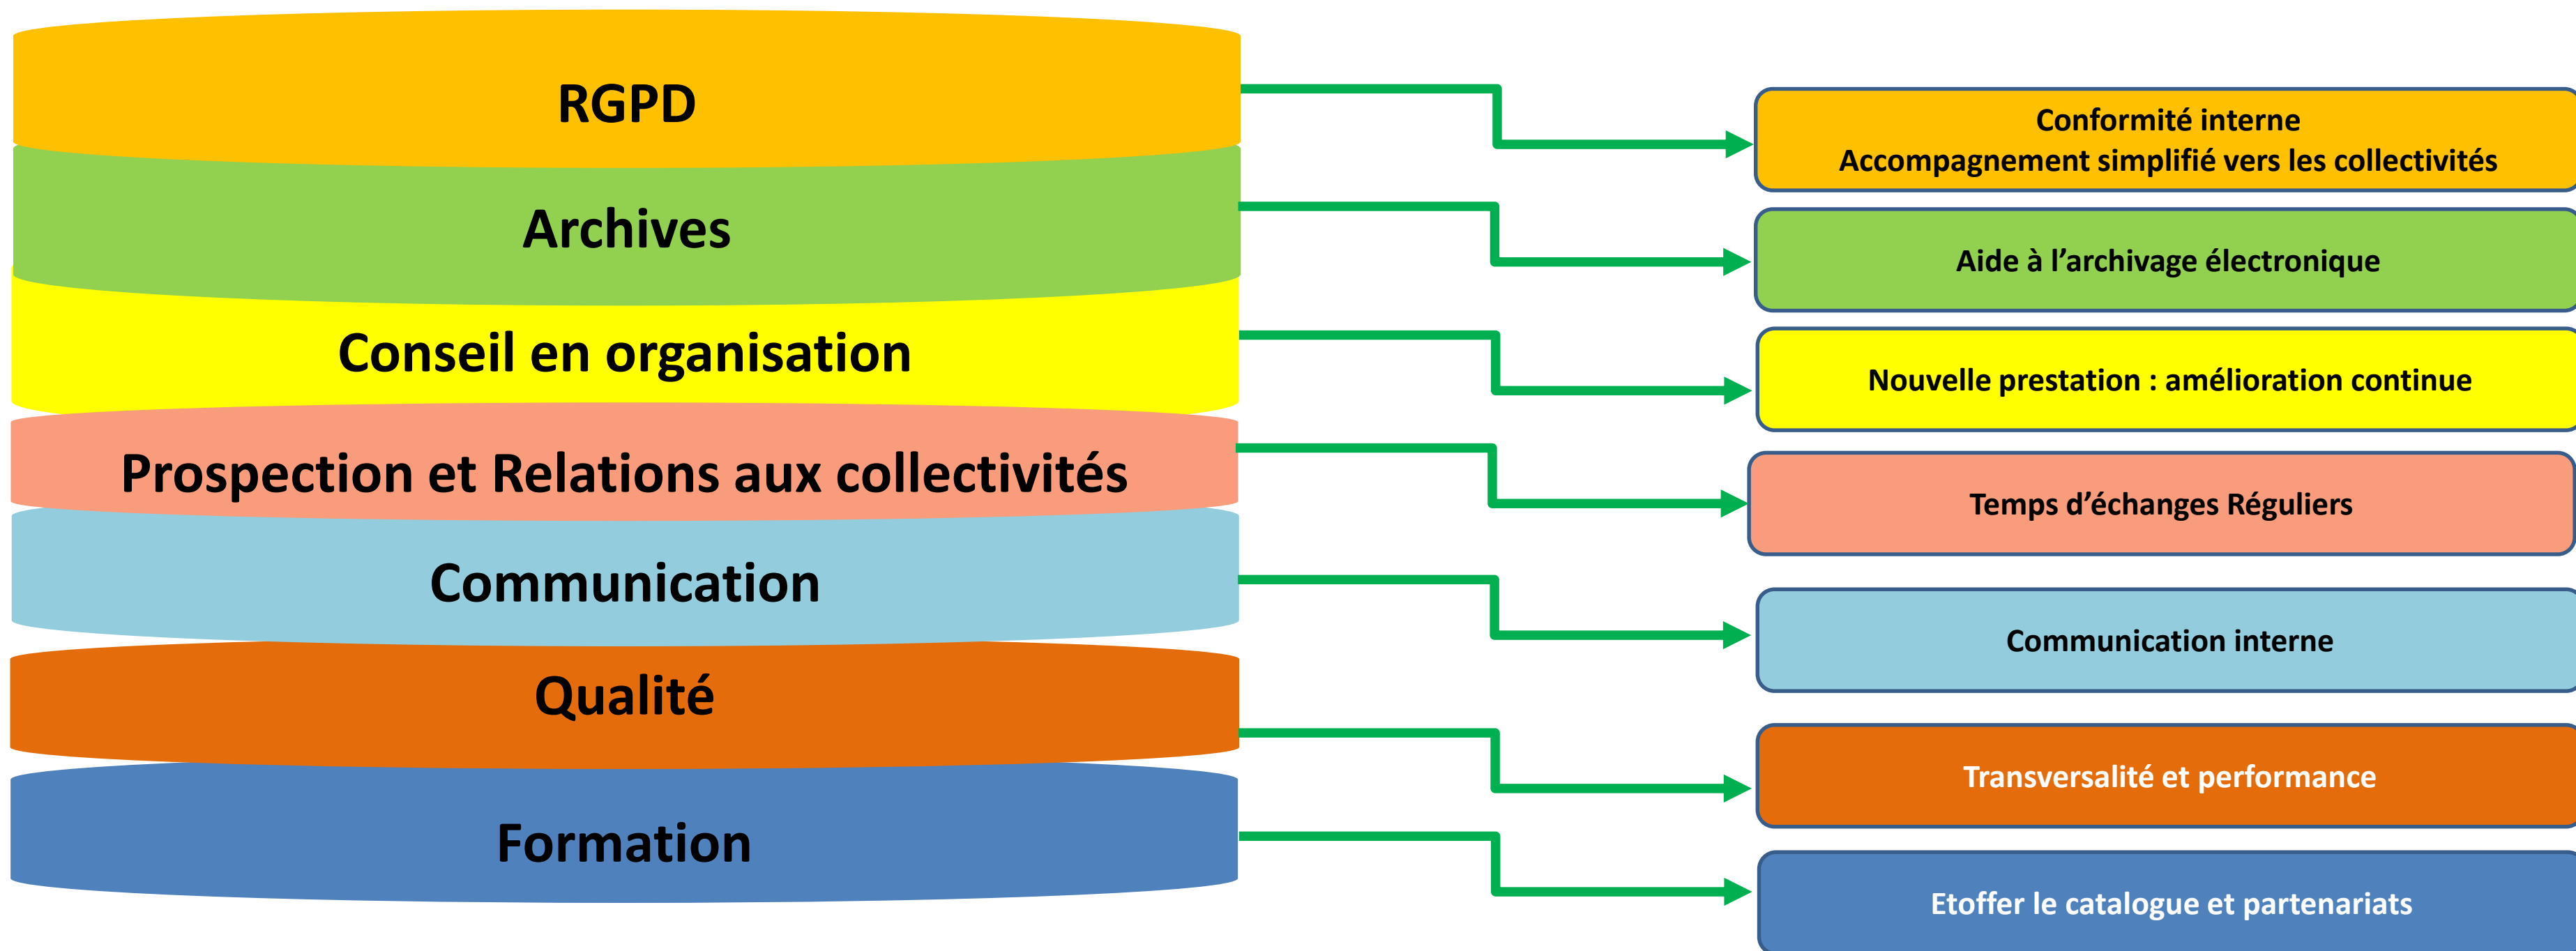 RGPD
Conformité interne
Accompagnement simplifié vers les collectivités
Archives
Aide à l’archivage électronique
Conseil en organisation
Nouvelle prestation : amélioration continue
Prospection et Relations aux collectivités
Temps d’échanges Réguliers
Communication
Communication interne
Qualité
Transversalité et performance
Formation
Etoffer le catalogue et partenariats